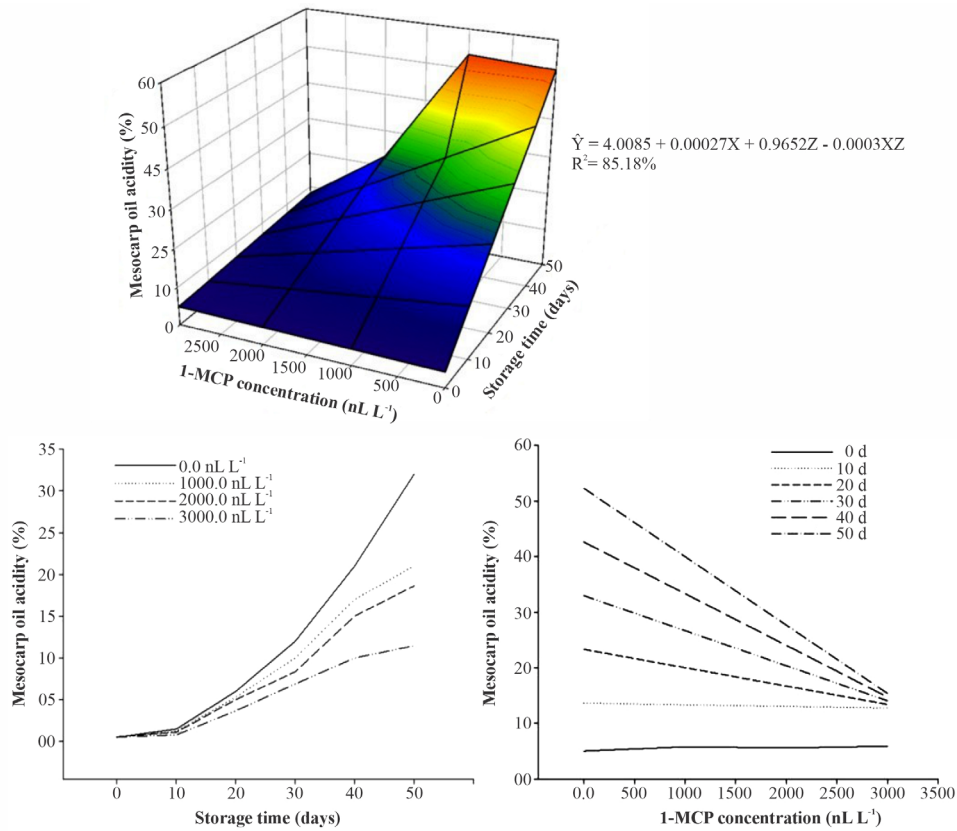 60
50
45
30
25
10
0
Mesocarp oil acidity (%)
2500
2000
1500
1000
500
0
1-MCP concentration (nL L⁻¹)
0
10
20
30
40
50
Storage time (days)
Ŷ = 4.0085 + 0.00027X + 0.9652Z - 0.0003XZ
R²= 85.18%
35
30
25
20
15
10
05
00
Mesocarp oil acidity (%)
0.0 nL L⁻¹
1000.0 nL L⁻¹
2000.0 nL L⁻¹
3000.0 nL L⁻¹
0 10 20 30 40 50
Storage time (days)
60
50
40
30
20
10
00
Mesocarp oil acidity (%)
0 d
10 d
20 d
30 d
40 d
50 d
0.0 500 1000 1500 2000 2500 3000 3500
1-MCP concentration (nL L⁻¹)